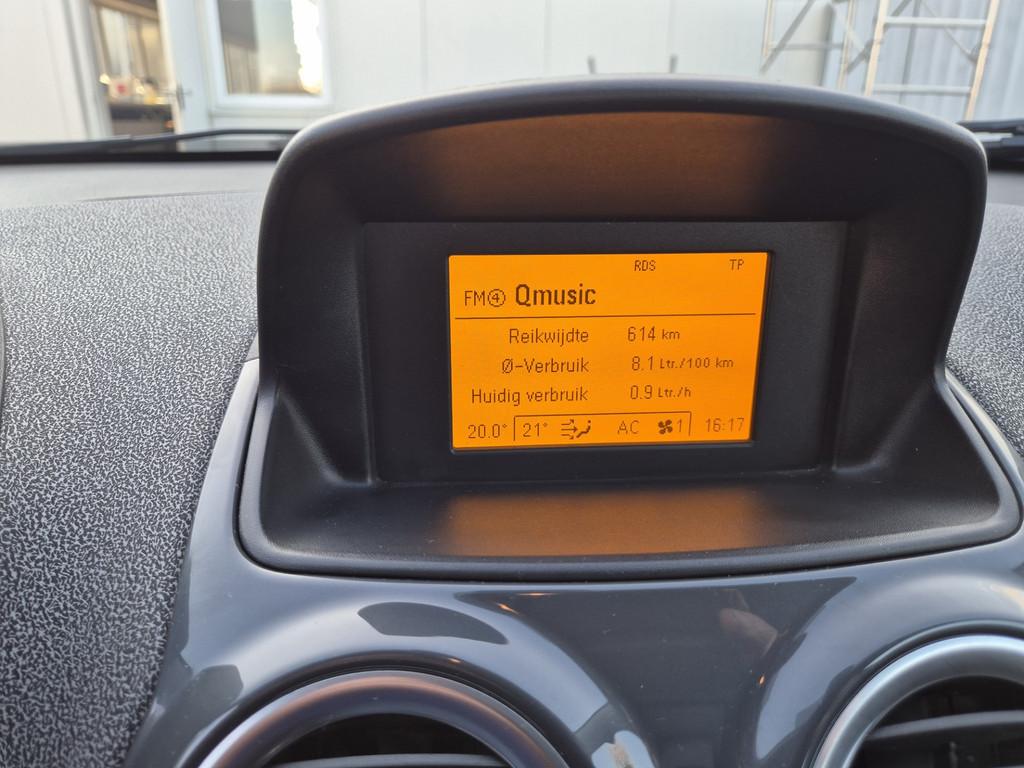 RDS TP
FM④ Qmusic
Reikwijdte 614 km
Ø-Verbruik 8.1 Ltr./100 km
Huidig verbruik 0.9 Ltr./h
20.0° 21° AC 1 16:17